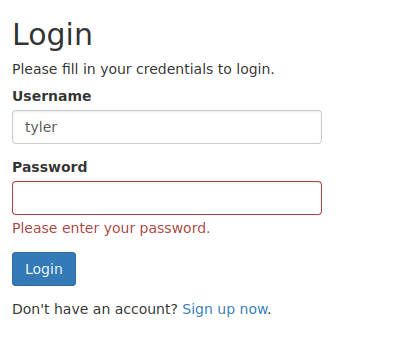 Login
Please fill in your credentials to login.
Username
tyler
Password
Please enter your password.
Login
Don't have an account? Sign up now.